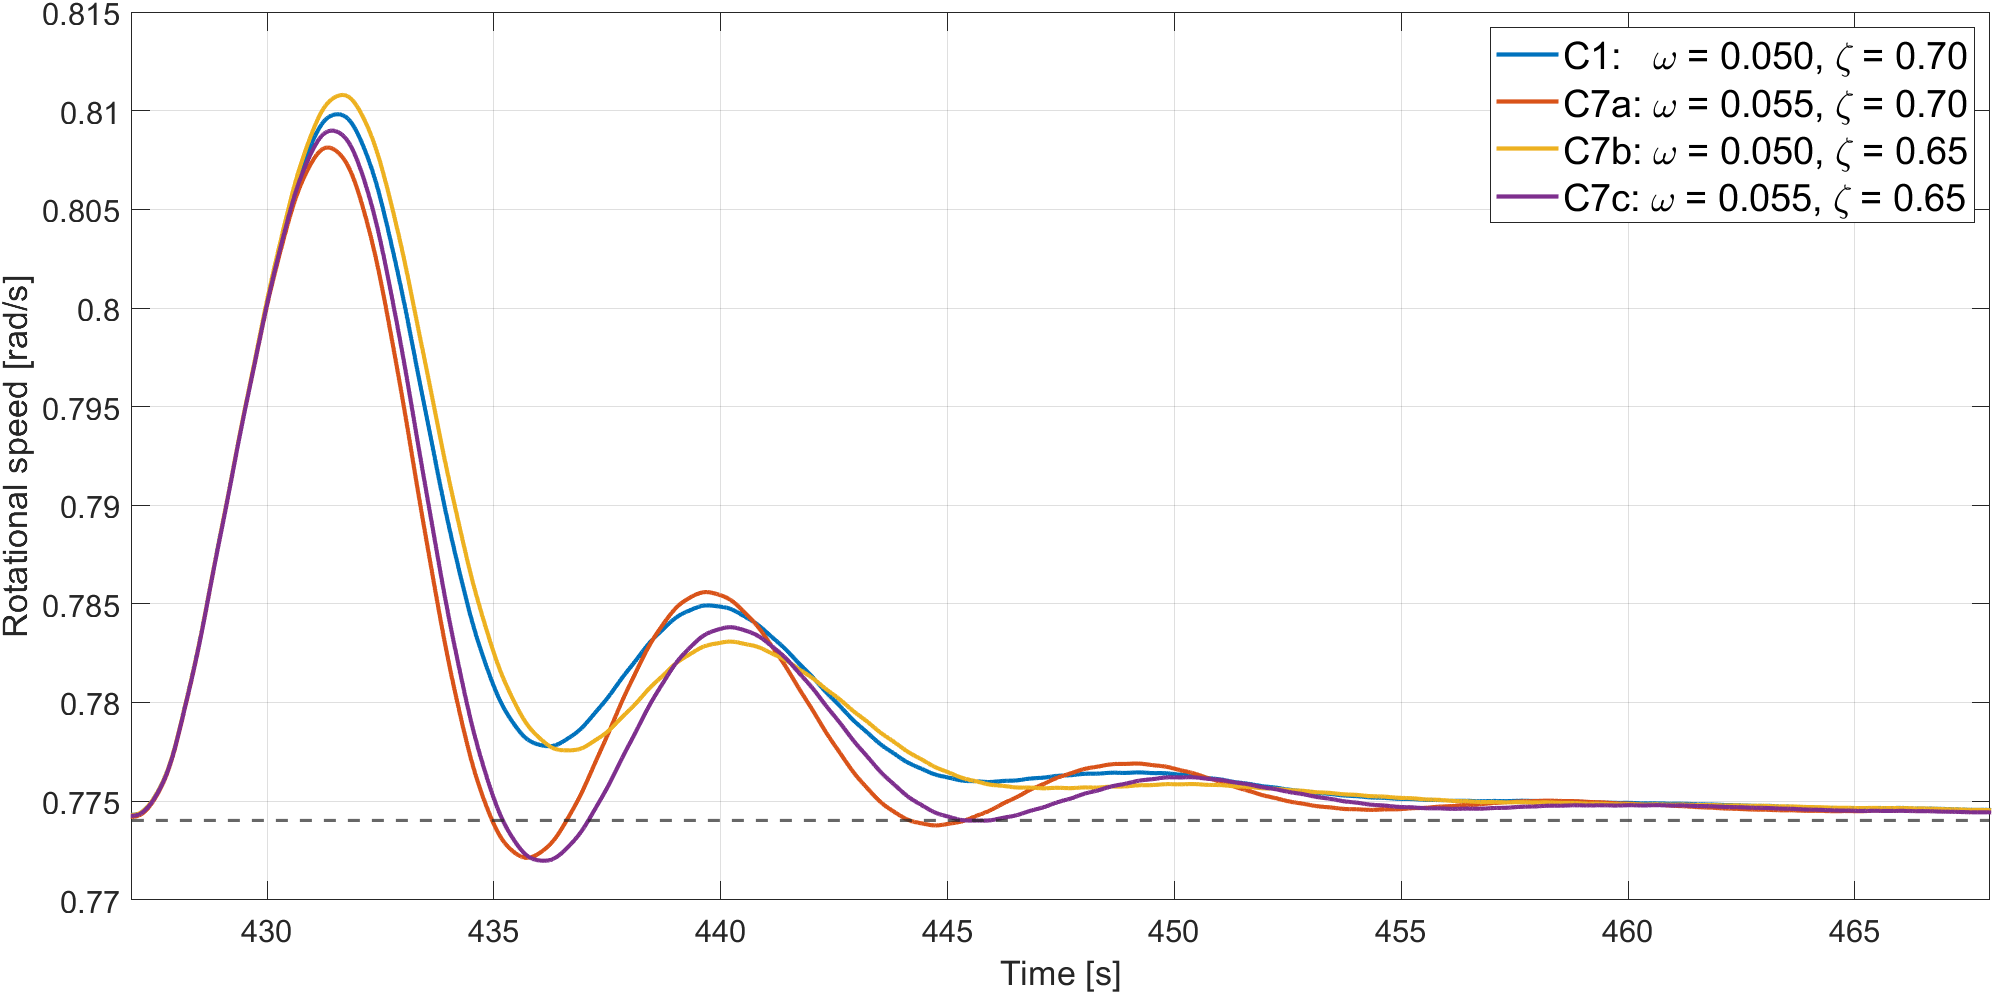 0.815
0.81
0.805
0.8
0.795
0.79
0.785
0.78
0.775
0.77
Rotational speed [rad/s]
430 435 440 445 450 455 460 465
Time [s]
C1: ω = 0.050, ζ = 0.70
C7a: ω = 0.055, ζ = 0.70
C7b: ω = 0.050, ζ = 0.65
C7c: ω = 0.055, ζ = 0.65